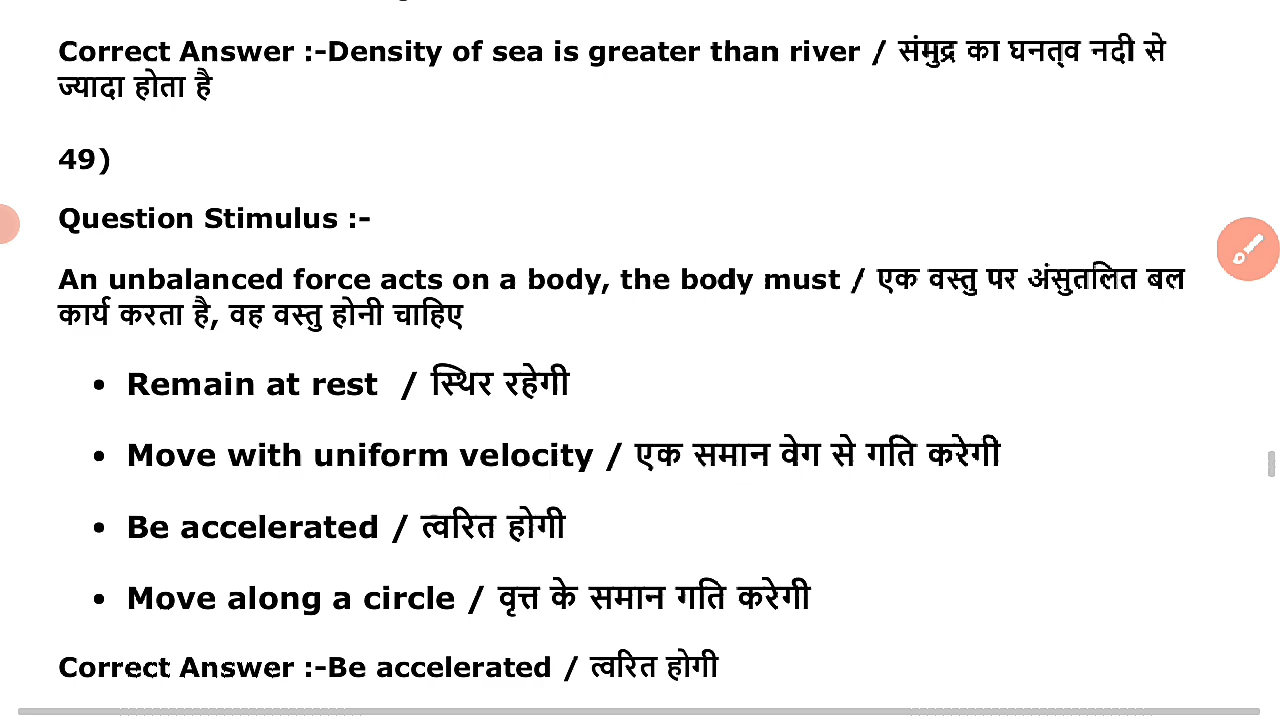 Correct Answer :-Density of sea is greater than river / संमुद्र का घनत्व नदी से
ज्यादा होता है
49)
Question Stimulus :-
An unbalanced force acts on a body, the body must / एक वस्तु पर अंसुतलित बल
कार्य करता है, वह वस्तु होनी चाहिए
• Remain at rest / स्थिर रहेगी
• Move with uniform velocity / एक समान वेग से गति करेगी
• Be accelerated / त्वरित होगी
• Move along a circle / वृत्त के समान गति करेगी
Correct Answer :-Be accelerated / त्वरित होगी